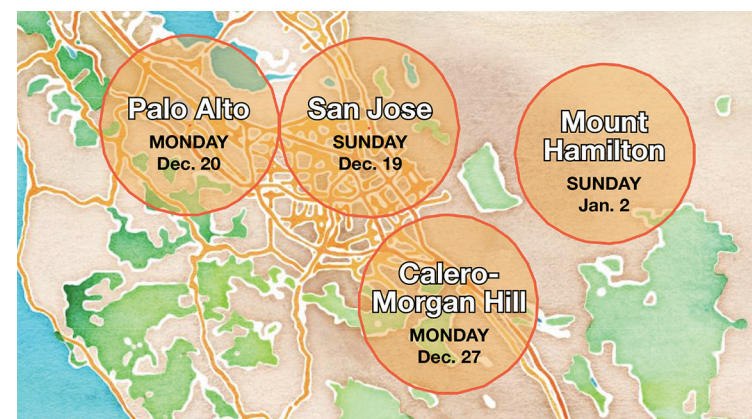 Palo Alto
MONDAY
Dec. 20
San Jose
SUNDAY
Dec. 19
Mount
Hamilton
SUNDAY
Jan. 2
Calero-
Morgan Hill
MONDAY
Dec. 27